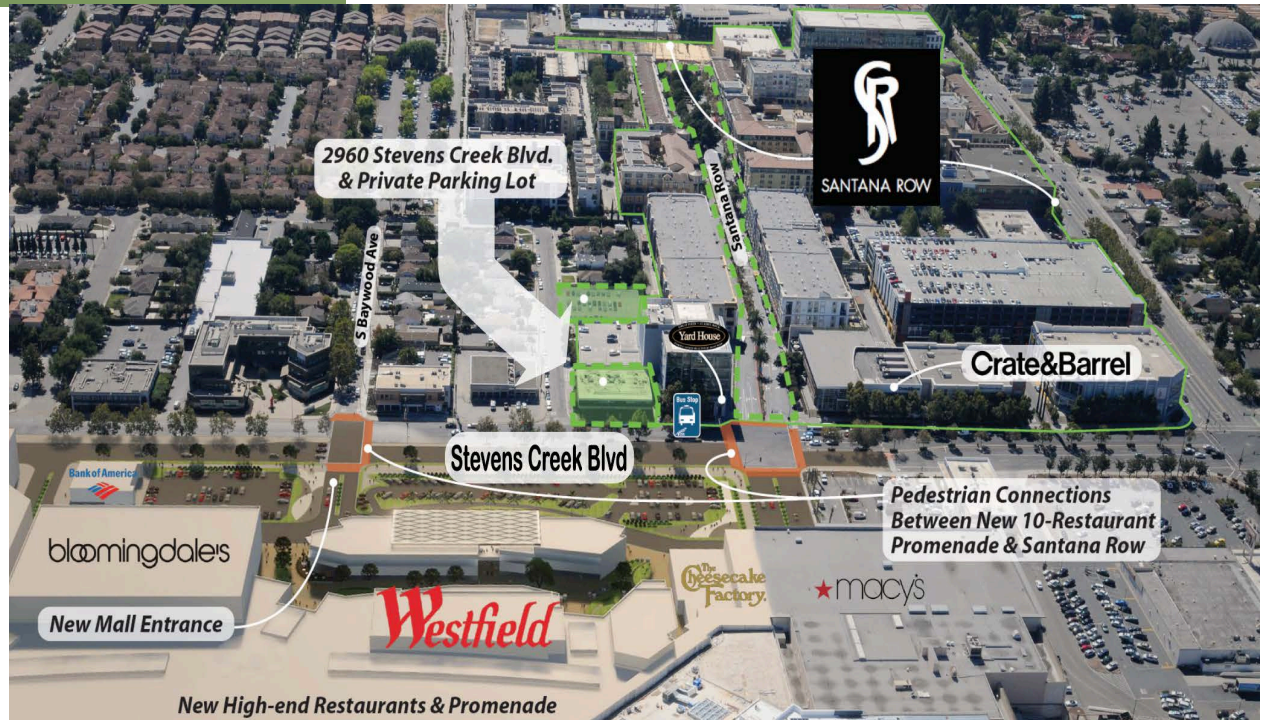 SANTANA ROW
2960 Stevens Creek Blvd.
& Private Parking Lot
Santana Row
S Baywood Ave
Yard House
Crate&Barrel
Bus Stop
Stevens Creek Blvd
Bank of America
Pedestrian Connections
Between New 10-Restaurant
Promenade & Santana Row
bloomingdale's
The
Cheesecake
Factory.
macy's
New Mall Entrance
Westfield
New High-end Restaurants & Promenade